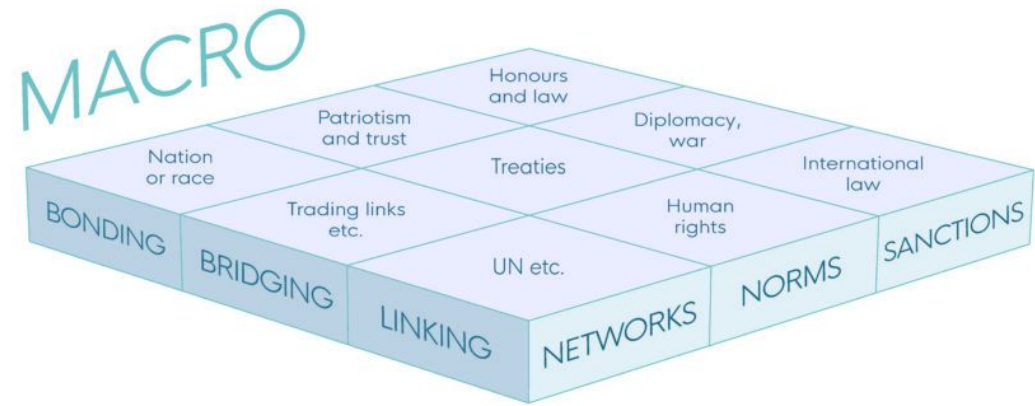 MACRO
Honours
and law
Patriotism
and trust
Diplomacy,
war
Nation
or race
Treaties
International
law
Trading links
etc.
Human
rights
UN etc.
BONDING
BRIDGING
LINKING
NETWORKS
NORMS
SANCTIONS